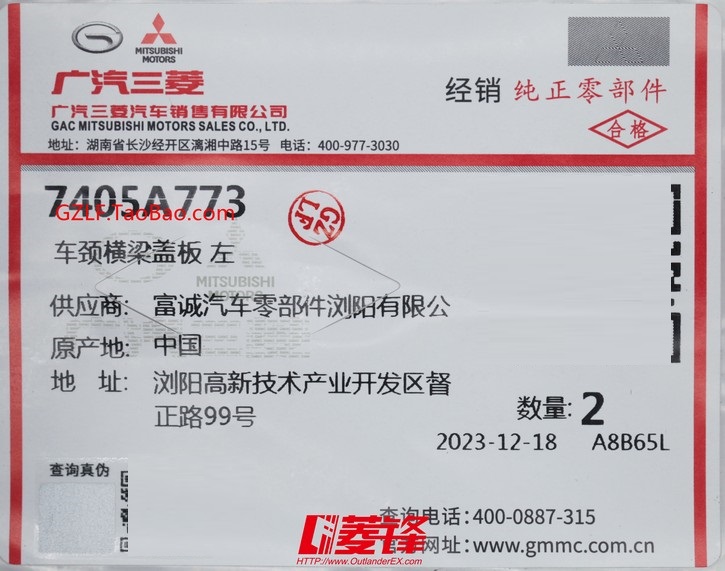 MITSUBISHI
MOTORS
广汽三菱
广汽三菱汽车销售有限公司
GAC MITSUBISHI MOTORS SALES CO., LTD.
地址：湖南省长沙经开区漓湘中路15号 电话：400-977-3030
经销 纯正零部件
合格
7405A773
GZLF.TaoBao.com
GZ
LF
车颈横梁盖板 左
MITSUBISHI
MOTORS
供应商: 富诚汽车零部件浏阳有限公
原产地: 中国
地 址: 浏阳高新技术产业开发区督
正路99号
数量: 2
2023-12-18 A8B65L
查询真伪
查询电话:400-0887-315
官方网址:www.gmmc.com.cn
菱锋
HTTP://www.OutlanderEX.com